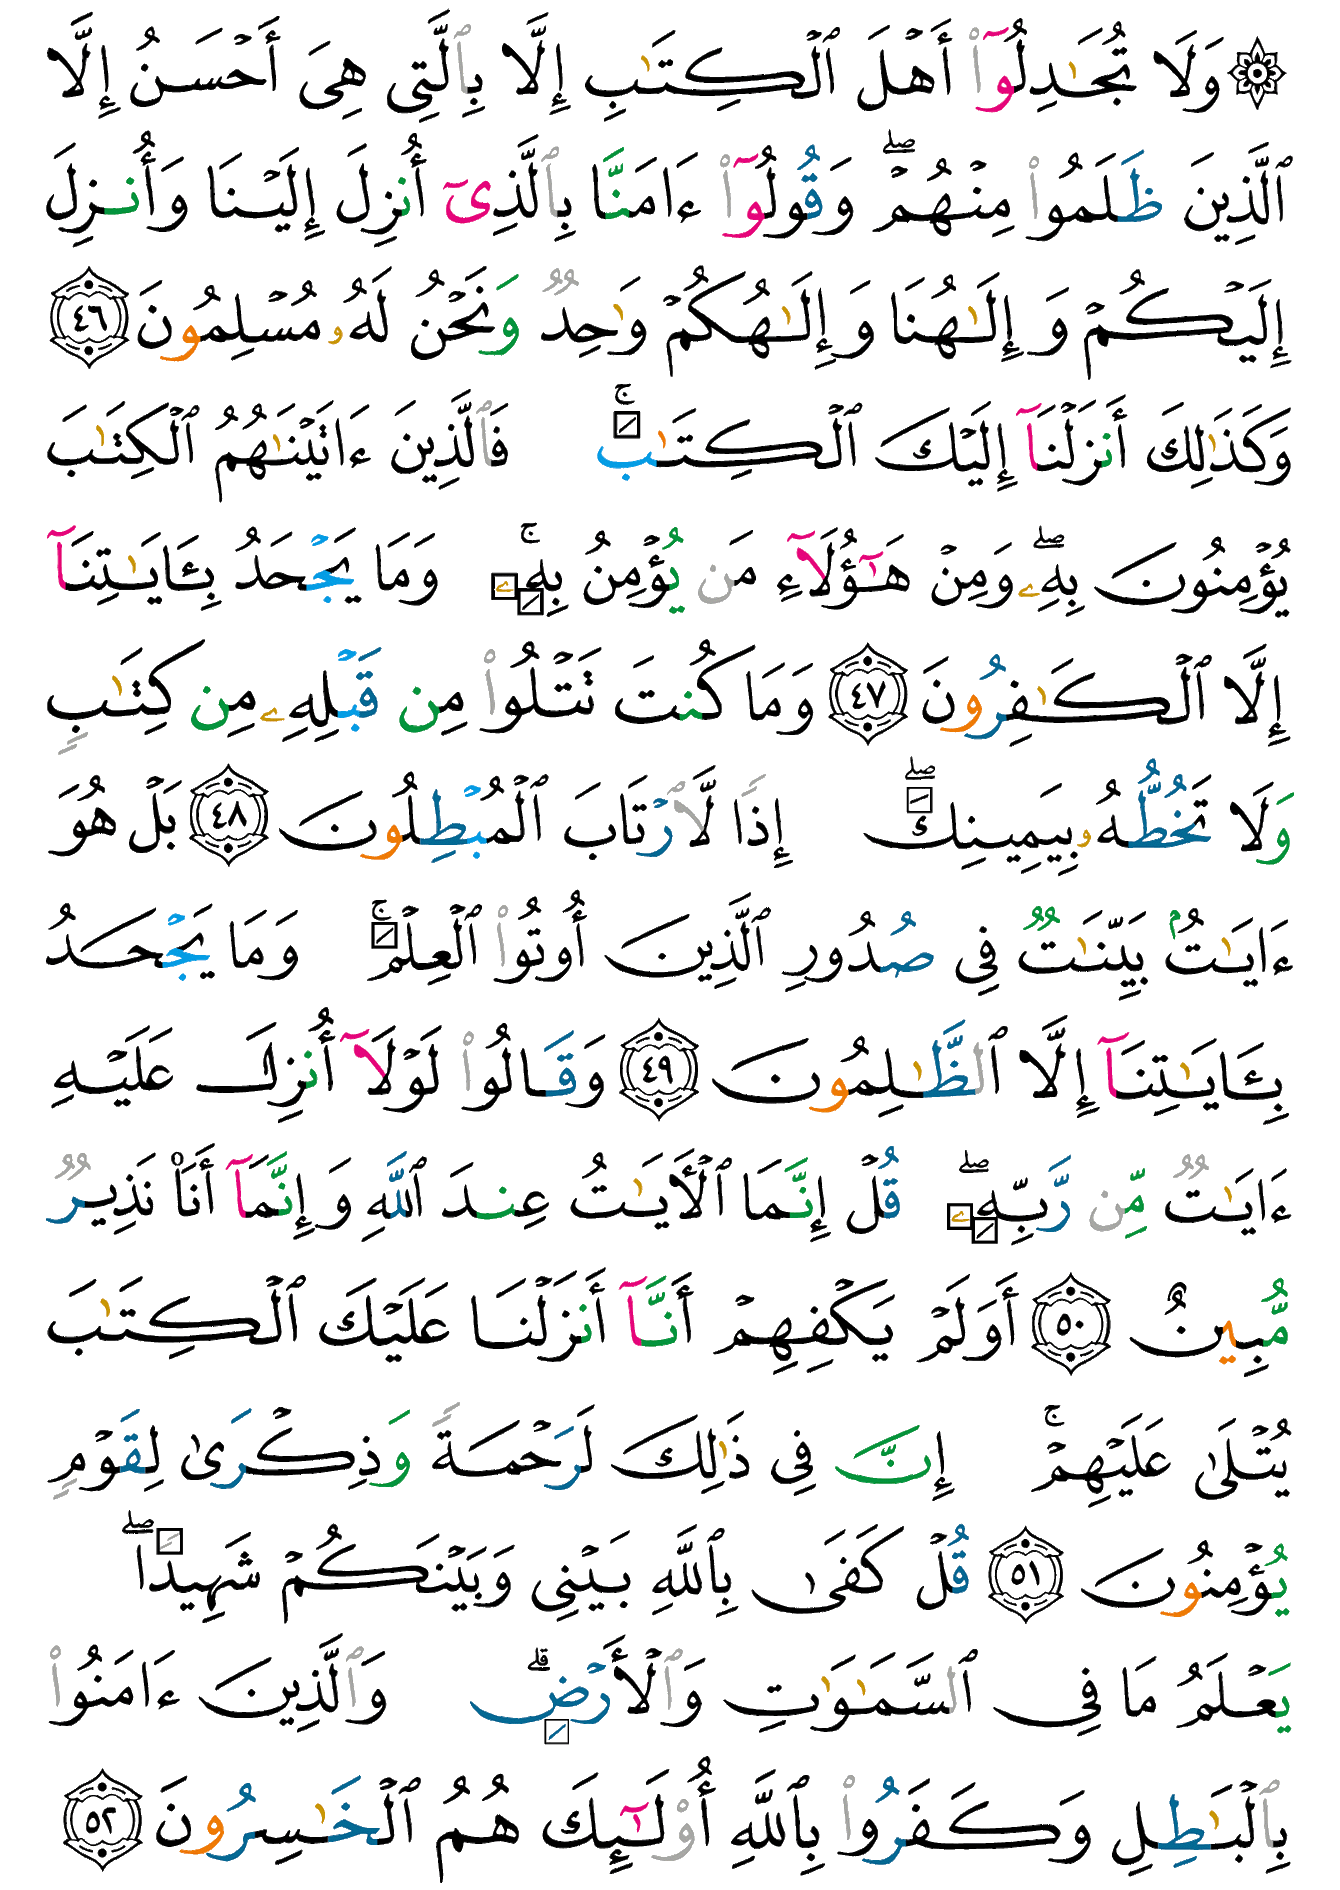 ۞ وَلَا تُجَٰدِلُوٓا۟ أَهْلَ ٱلْكِتَٰبِ إِلَّا بِٱلَّتِى هِىَ أَحْسَنُ إِلَّا
ٱلَّذِينَ ظَلَمُوا۟ مِنْهُمْ ۖ وَقُولُوٓا۟ ءَامَنَّا بِٱلَّذِىٓ أُنزِلَ إِلَيْنَا وَأُنزِلَ
إِلَيْكُمْ وَإِلَٰهُنَا وَإِلَٰهُكُمْ وَٰحِدٌ وَنَحْنُ لَهُۥ مُسْلِمُونَ ٤٦
وَكَذَٰلِكَ أَنزَلْنَآ إِلَيْكَ ٱلْكِتَٰبَ ۚ فَٱلَّذِينَ ءَاتَيْنَٰهُمُ ٱلْكِتَٰبَ
يُؤْمِنُونَ بِهِۦ ۖ وَمِنْ هَٰٓؤُلَآءِ مَن يُؤْمِنُ بِهِۦ ۚ وَمَا يَجْحَدُ بِـَٔايَٰتِنَآ
إِلَّا ٱلْكَٰفِرُونَ ٤٧ وَمَا كُنتَ تَتْلُوا۟ مِن قَبْلِهِۦ مِن كِتَٰبٍ
وَلَا تَخُطُّهُۥ بِيَمِينِكَ ۖ إِذًا لَّٱرْتَابَ ٱلْمُبْطِلُونَ ٤٨ بَلْ هُوَ
ءَايَٰتٌۢ بَيِّنَٰتٌ فِى صُدُورِ ٱلَّذِينَ أُوتُوا۟ ٱلْعِلْمَ ۚ وَمَا يَجْحَدُ
بِـَٔايَٰتِنَآ إِلَّا ٱلظَّٰلِمُونَ ٤٩ وَقَالُوا۟ لَوْلَآ أُنزِلَ عَلَيْهِ
ءَايَٰتٌ مِّن رَّبِّهِۦ ۖ قُلْ إِنَّمَا ٱلْأَيَٰتُ عِندَ ٱللَّهِ وَإِنَّمَآ أَنَا۠ نَذِيرٌ
مُّبِينٌ ٥٠ أَوَلَمْ يَكْفِهِمْ أَنَّآ أَنزَلْنَا عَلَيْكَ ٱلْكِتَٰبَ
يُتْلَىٰ عَلَيْهِمْ ۚ إِنَّ فِى ذَٰلِكَ لَرَحْمَةً وَذِكْرَىٰ لِقَوْمٍ
يُؤْمِنُونَ ٥١ قُلْ كَفَىٰ بِٱللَّهِ بَيْنِى وَبَيْنَكُمْ شَهِيدًا ۖ
يَعْلَمُ مَا فِى ٱلسَّمَٰوَٰتِ وَٱلْأَرْضِ ۗ وَٱلَّذِينَ ءَامَنُوا۟
بِٱلْبَٰطِلِ وَكَفَرُوا۟ بِٱللَّهِ أُو۟لَٰٓئِكَ هُمُ ٱلْخَٰسِرُونَ ٥٢